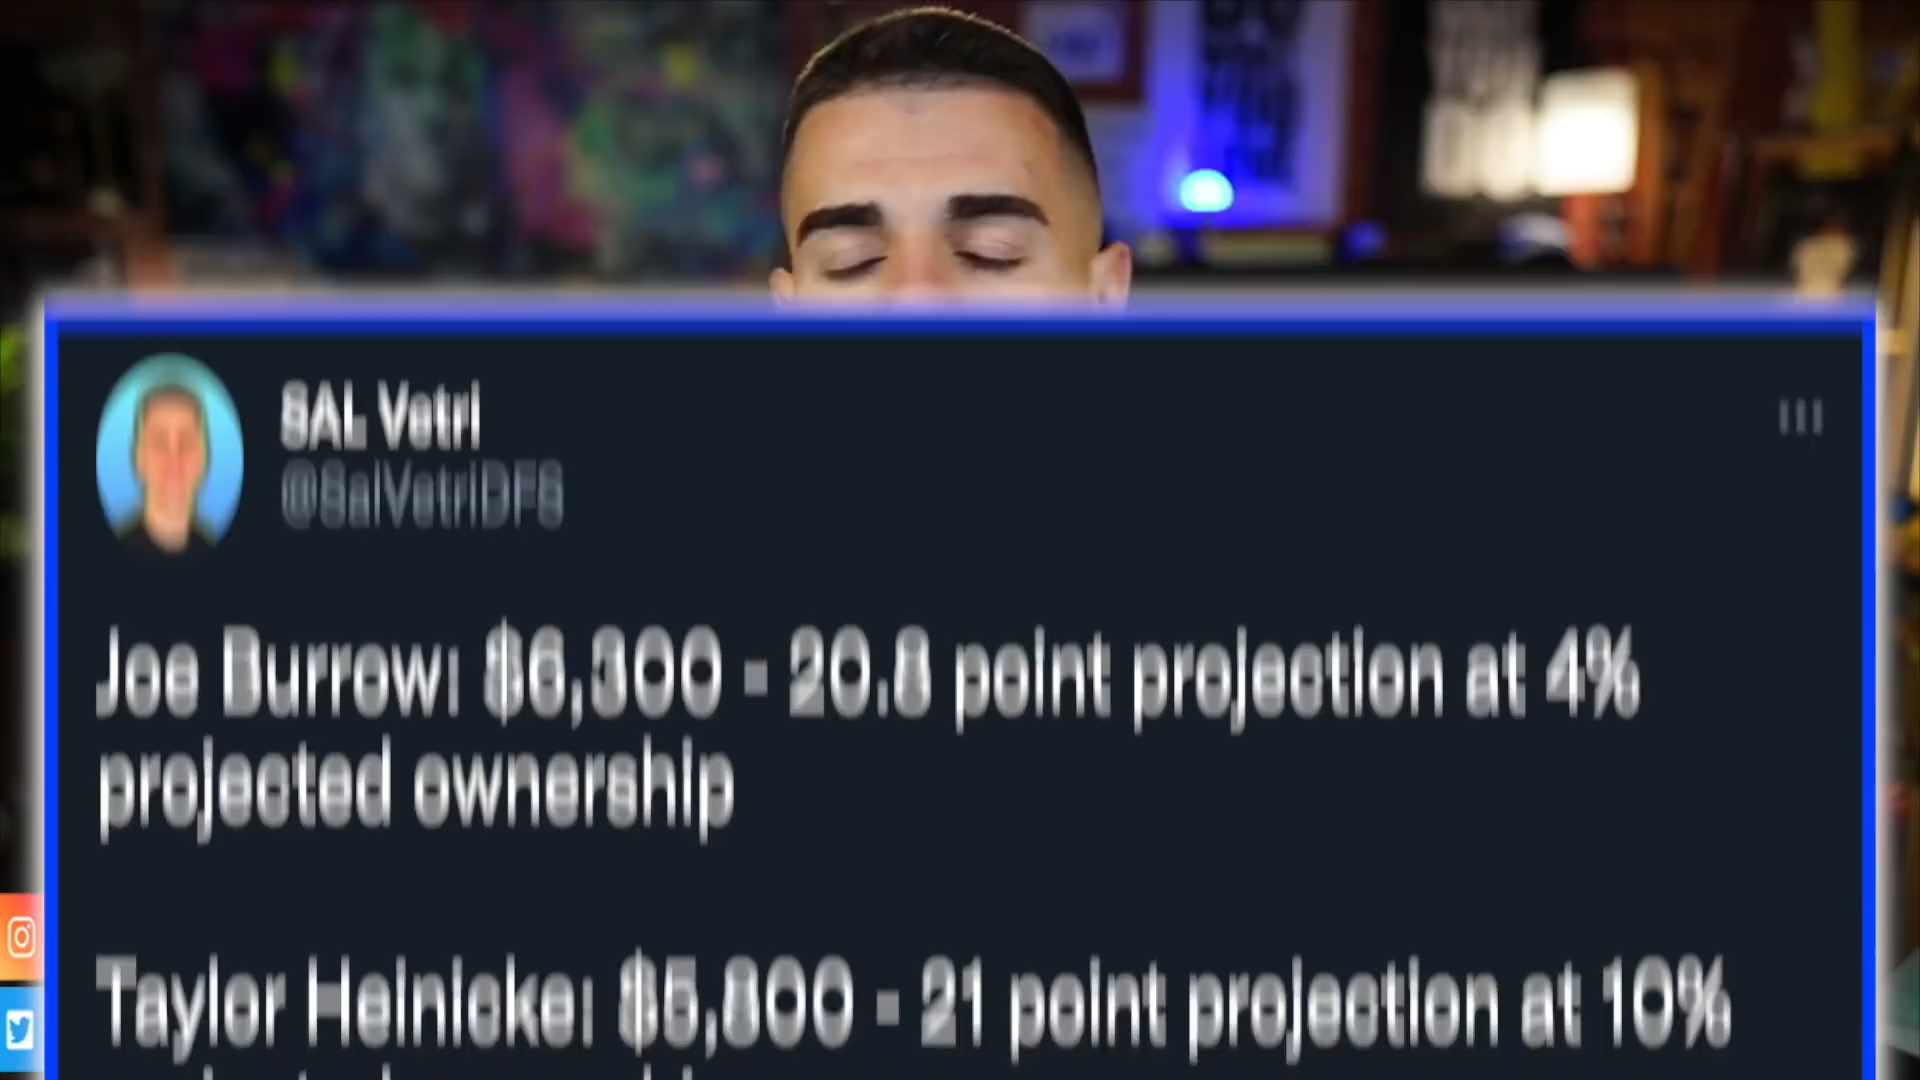 SAL Vetri
@SalVetriDFS
Joe Burrow: $6,300 - 20.8 point projection at 4%
projected ownership
Taylor Heinicke: $5,800 - 21 point projection at 10%